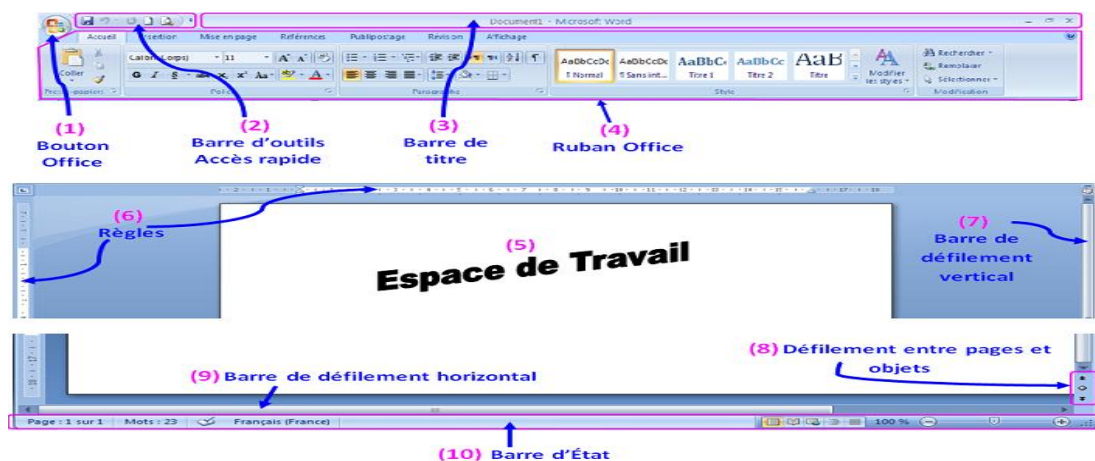 Document1 - Microsoft Word
Accueil Insertion Mise en page Références Publipostage Révision Affichage
Calibri (Corps) 11
Coller
G I S abc x, x² Aa A
AaBbCcDc AaBbCcDc AaBbC AaBbCc AaB
¶ Normal ¶ Sans int... Titre 1 Titre 2 Titre
Modifier
les styles
Rechercher
Remplacer
Sélectionner
Presse-papiers Police Paragraphe Style Modification
(1)
Bouton
Office
(2)
Barre d'outils
Accès rapide
(3)
Barre de
titre
(4)
Ruban Office
(6)
Règles
(5)
Espace de Travail
(7)
Barre de
défilement
vertical
(8) Défilement entre pages et
objets
(9) Barre de défilement horizontal
Page : 1 sur 1 Mots : 23 Français (France) 100 %
(10) Barre d'État